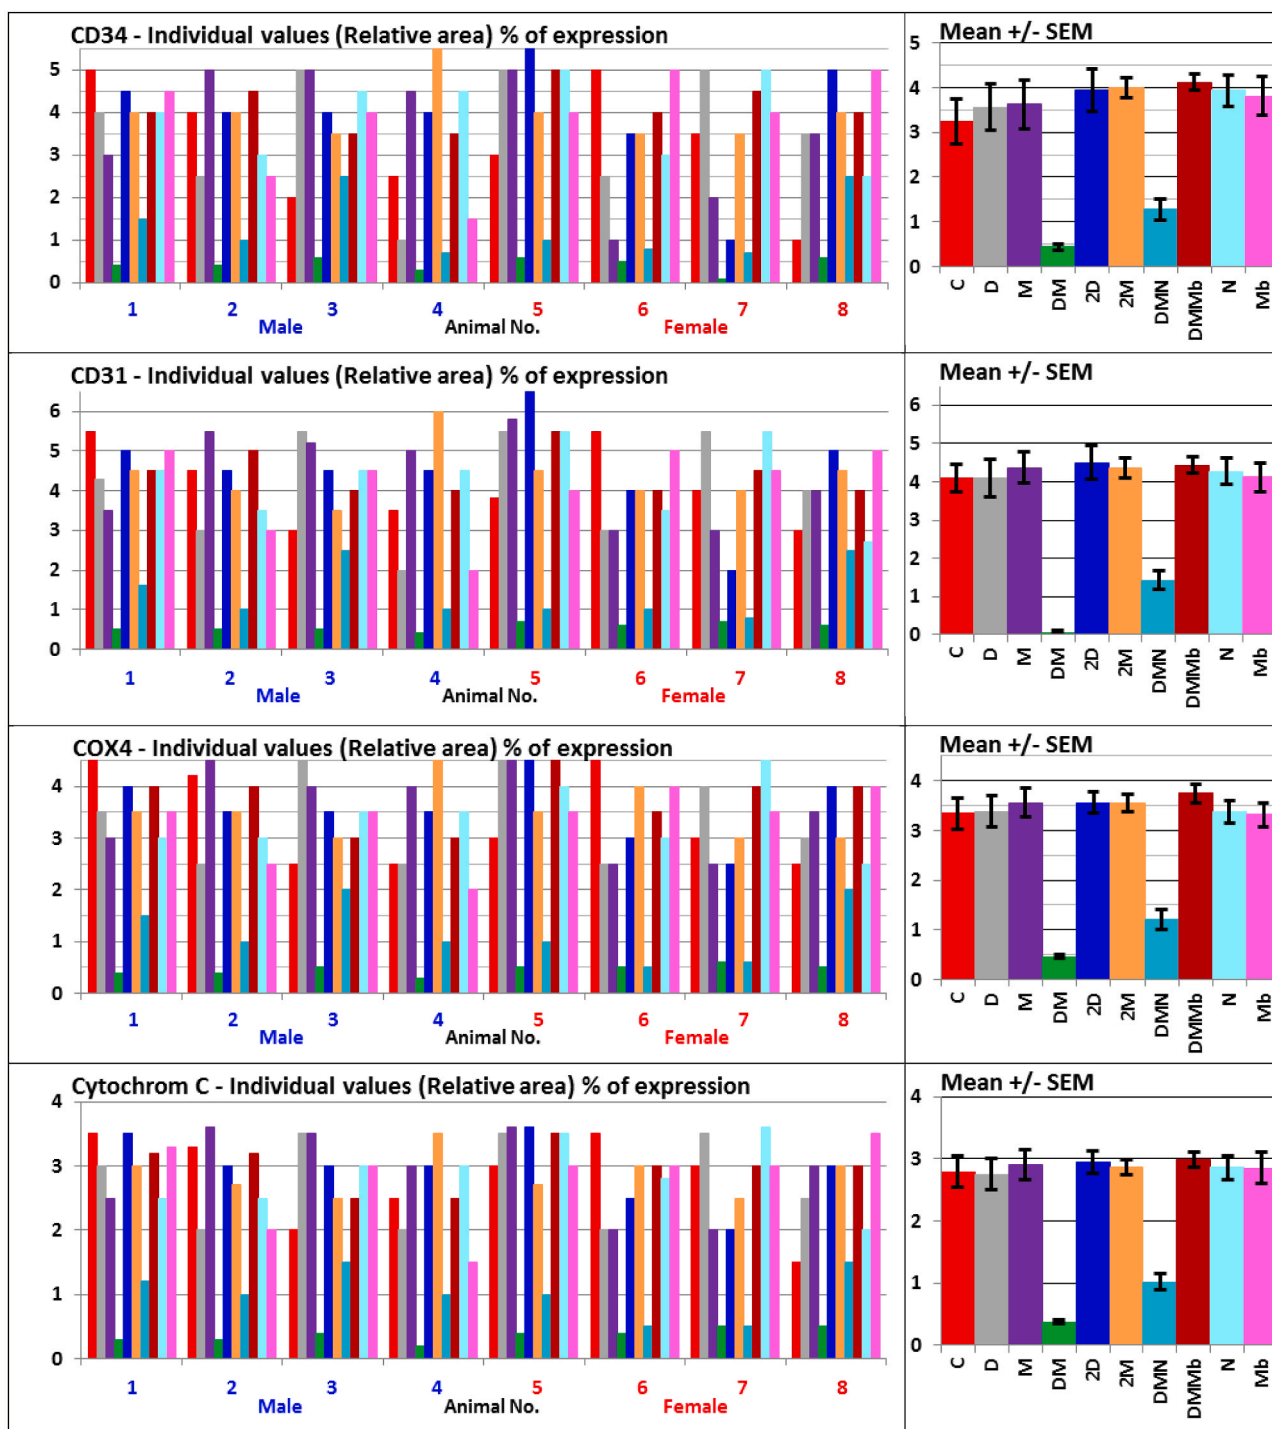 CD34 - Individual values (Relative area) % of expression
5
4
3
2
1
0
1 2 3 4 5 6 7 8
Male Animal No. Female
Mean +/- SEM
5
4
3
2
1
0
C D M DM 2D 2M DMN DMMb N Mb
CD31 - Individual values (Relative area) % of expression
6
5
4
3
2
1
0
1 2 3 4 5 6 7 8
Male Animal No. Female
Mean +/- SEM
6
5
4
3
2
1
0
C D M DM 2D 2M DMN DMMb N Mb
COX4 - Individual values (Relative area) % of expression
4
3
2
1
0
1 2 3 4 5 6 7 8
Male Animal No. Female
Mean +/- SEM
4
3
2
1
0
C D M DM 2D 2M DMN DMMb N Mb
Cytochrom C - Individual values (Relative area) % of expression
4
3
2
1
0
1 2 3 4 5 6 7 8
Male Animal No. Female
Mean +/- SEM
4
3
2
1
0
C D M DM 2D 2M DMN DMMb N Mb